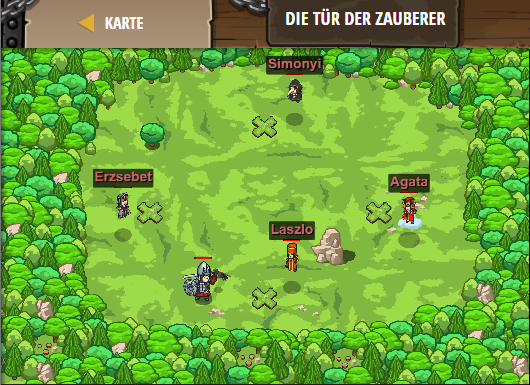 KARTE
DIE TÜR DER ZAUBERER
Simonyi
Erzsebet
Agata
Laszlo